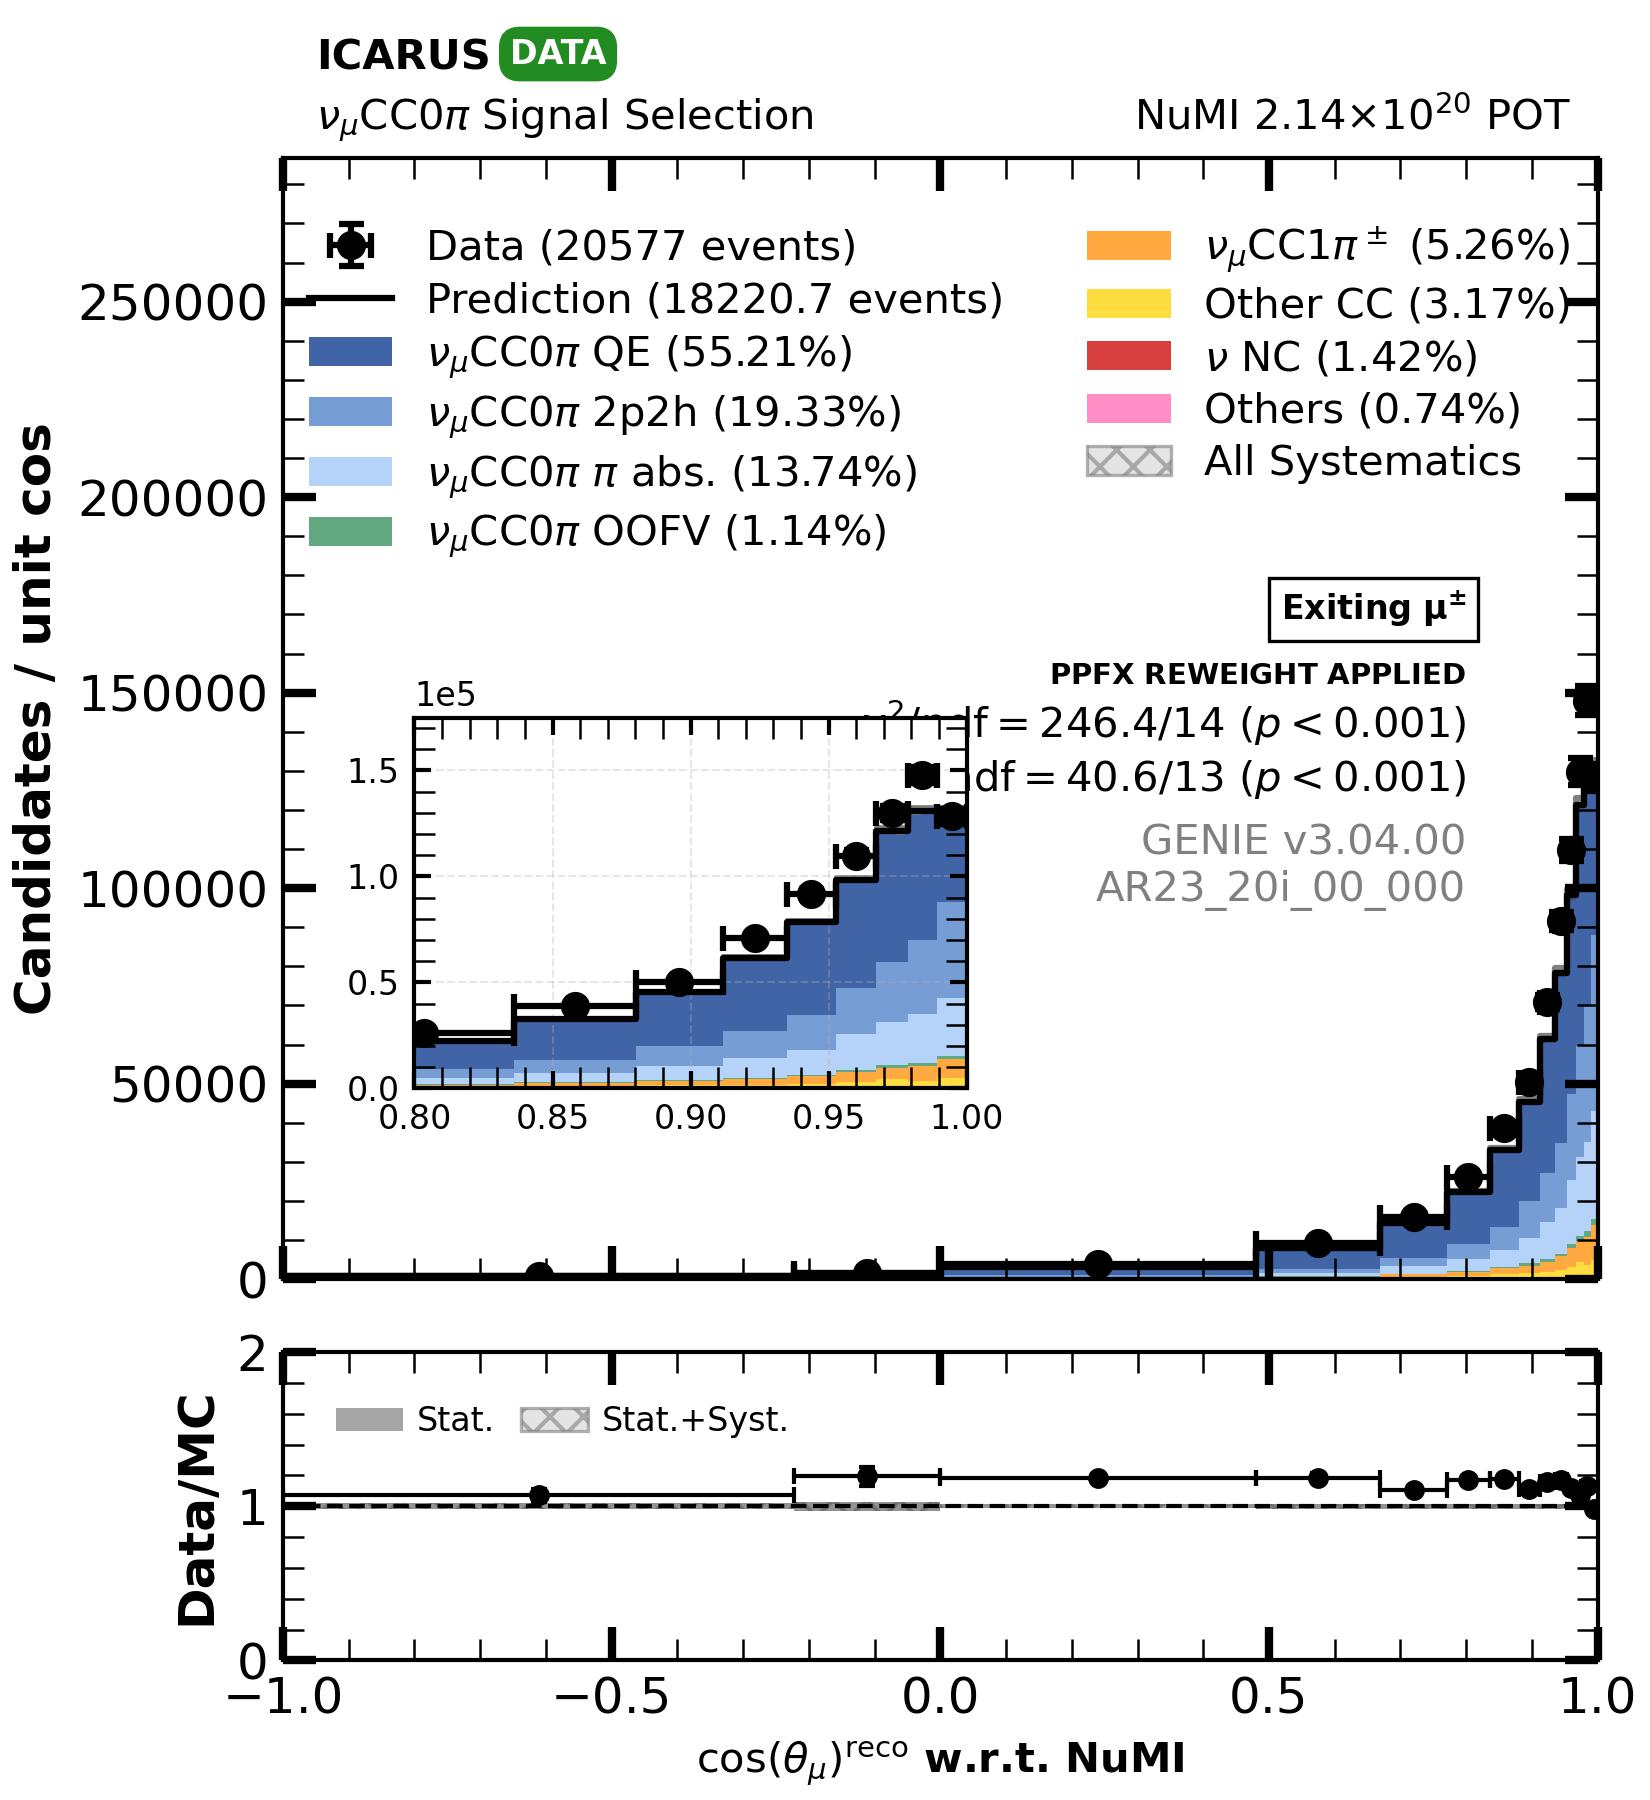 ICARUS DATA
νμCC0π Signal Selection
NuMI 2.14×10²⁰ POT
Data (20577 events)
Prediction (18220.7 events)
νμCC0π QE (55.21%)
νμCC0π 2p2h (19.33%)
νμCC0π π abs. (13.74%)
νμCC0π OOFV (1.14%)
νμCC1π± (5.26%)
Other CC (3.17%)
ν NC (1.42%)
Others (0.74%)
All Systematics
Exiting μ±
PPFX REWEIGHT APPLIED
= 246.4/14 (p < 0.001)
= 40.6/13 (p < 0.001)
GENIE v3.04.00
AR23_20i_00_000
Candidates / unit cos
250000
200000
150000
100000
50000
0
1e5
1.5
1.0
0.5
0.0
0.80 0.85 0.90 0.95 1.00
Data/MC
2
1
0
Stat. Stat.+Syst.
−1.0 −0.5 0.0 0.5 1.0
cos(θμ)ʳᵉᶜᵒ w.r.t. NuMI